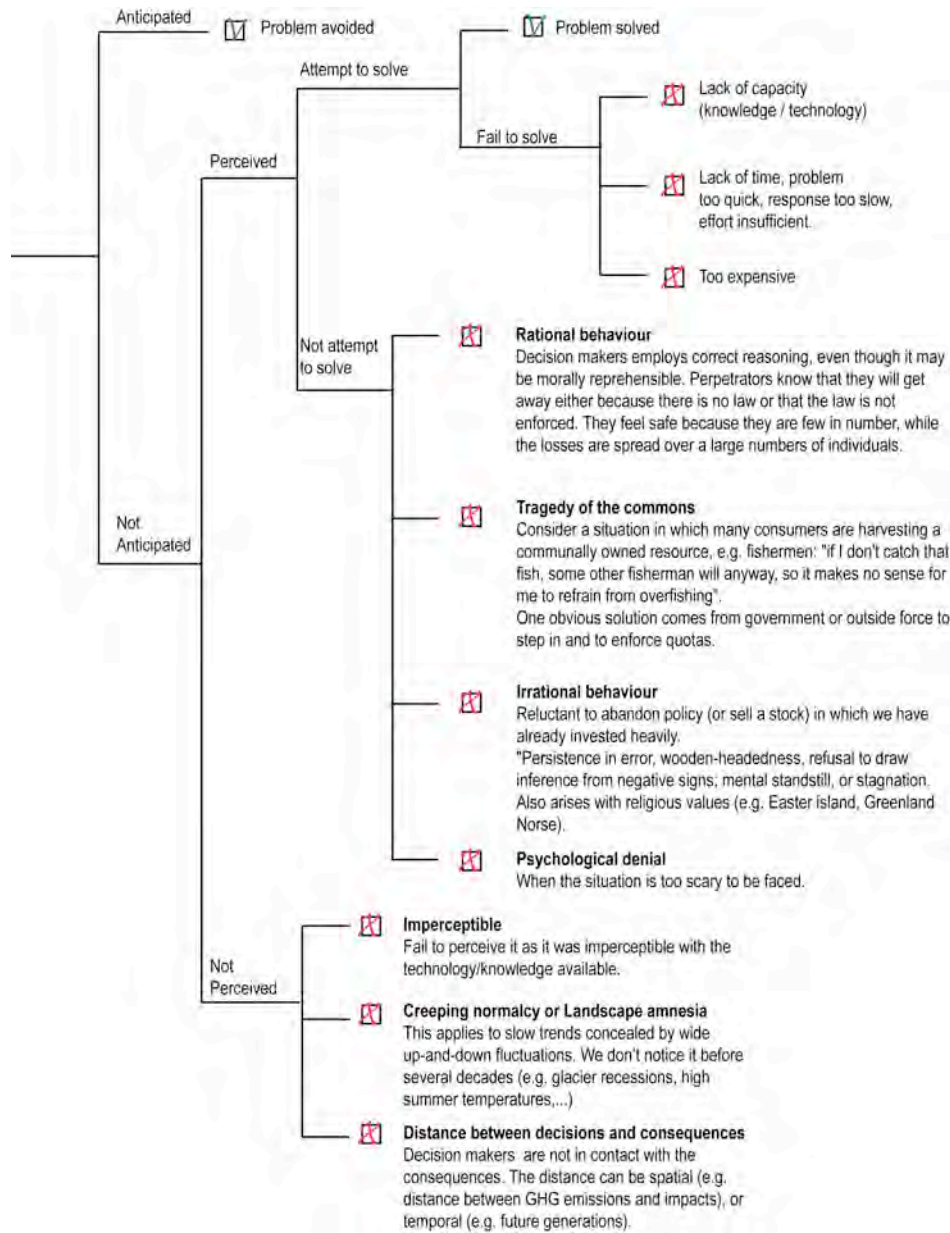 Anticipated
Problem avoided
Problem solved
Attempt to solve
Lack of capacity
(knowledge / technology)
Fail to solve
Perceived
Lack of time, problem
too quick, response too slow,
effort insufficient.
Too expensive
Not attempt
to solve
Rational behaviour
Decision makers employs correct reasoning, even though it may
be morally reprehensible. Perpetrators know that they will get
away either because there is no law or that the law is not
enforced. They feel safe because they are few in number, while
the losses are spread over a large numbers of individuals.
Not
Anticipated
Tragedy of the commons
Consider a situation in which many consumers are harvesting a
communally owned resource, e.g. fishermen: "if I don't catch that
fish, some other fisherman will anyway, so it makes no sense for
me to refrain from overfishing".
One obvious solution comes from government or outside force to
step in and to enforce quotas.
Irrational behaviour
Reluctant to abandon policy (or sell a stock) in which we have
already invested heavily.
"Persistence in error, wooden-headedness, refusal to draw
inference from negative signs; mental standstill, or stagnation.
Also arises with religious values (e.g. Easter island, Greenland
Norse).
Psychological denial
When the situation is too scary to be faced.
Not
Perceived
Imperceptible
Fail to perceive it as it was imperceptible with the
technology/knowledge available.
Creeping normalcy or Landscape amnesia
This applies to slow trends concealed by wide
up-and-down fluctuations. We don't notice it before
several decades (e.g. glacier recessions, high
summer temperatures,...)
Distance between decisions and consequences
Decision makers are not in contact with the
consequences. The distance can be spatial (e.g.
distance between GHG emissions and impacts), or
temporal (e.g. future generations).